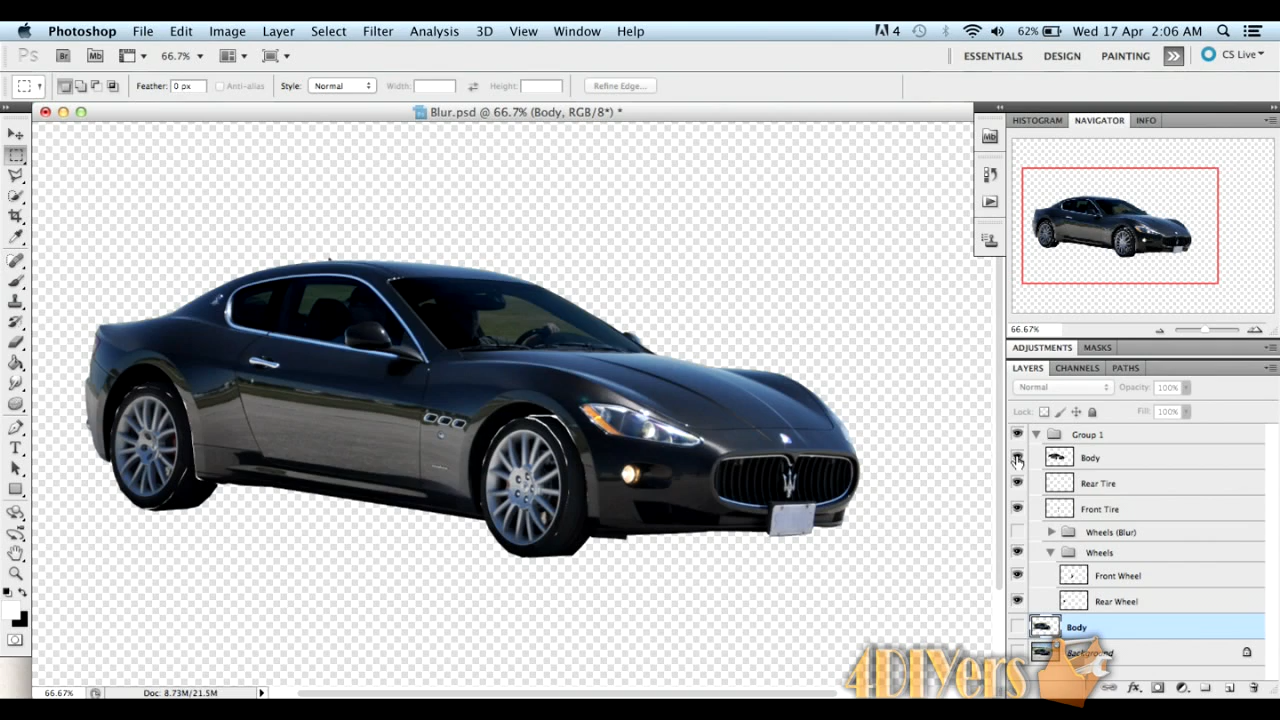 Photoshop File Edit Image Layer Select Filter Analysis 3D View Window Help 4 62% Wed 17 Apr 2:06 AM
Ps Br Mb 66.7% ESSENTIALS DESIGN PAINTING >> CS Live
Feather: 0 px Anti-alias Style: Normal Width: Height: Refine Edge...
Blur.psd @ 66.7% (Body, RGB/8*) *
HISTOGRAM NAVIGATOR INFO
Mb
66.67%
ADJUSTMENTS MASKS
LAYERS CHANNELS PATHS
Normal Opacity: 100%
Lock: Fill: 100%
Group 1
Body
Rear Tire
Front Tire
Wheels (Blur)
Wheels
Front Wheel
Rear Wheel
Body
Background
4DIYers
66.67% Doc: 8.73M/21.5M